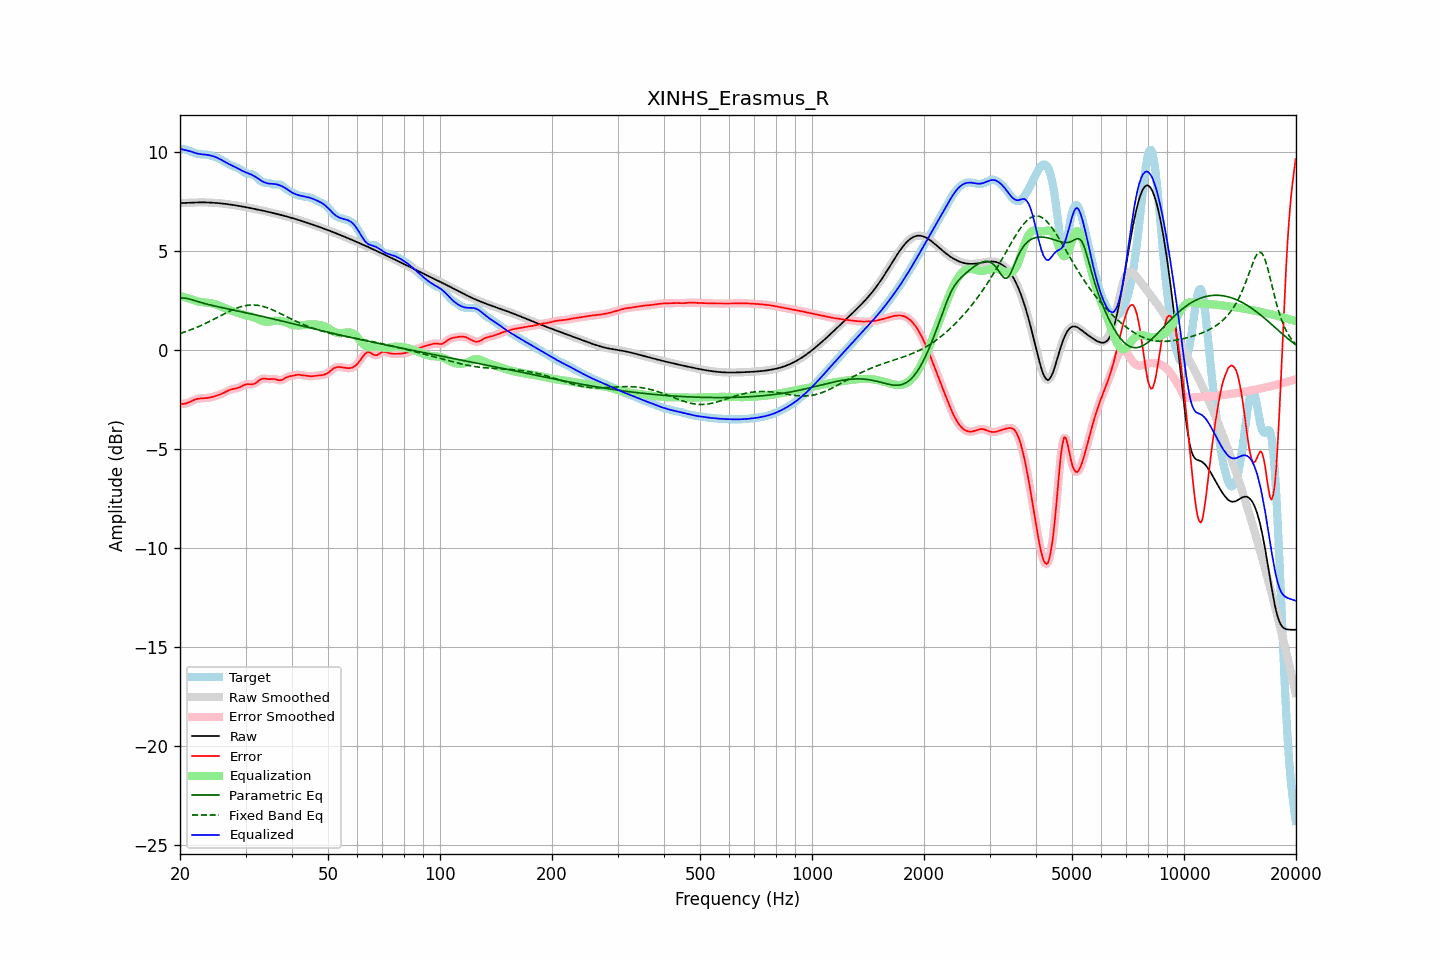 XINHS_Erasmus_R
Amplitude (dBr)
10
5
0
−5
−10
−15
−20
−25
Target
Raw Smoothed
Error Smoothed
Raw
Error
Equalization
Parametric Eq
Fixed Band Eq
Equalized
20 50 100 200 500 1000 2000 5000 10000 20000
Frequency (Hz)